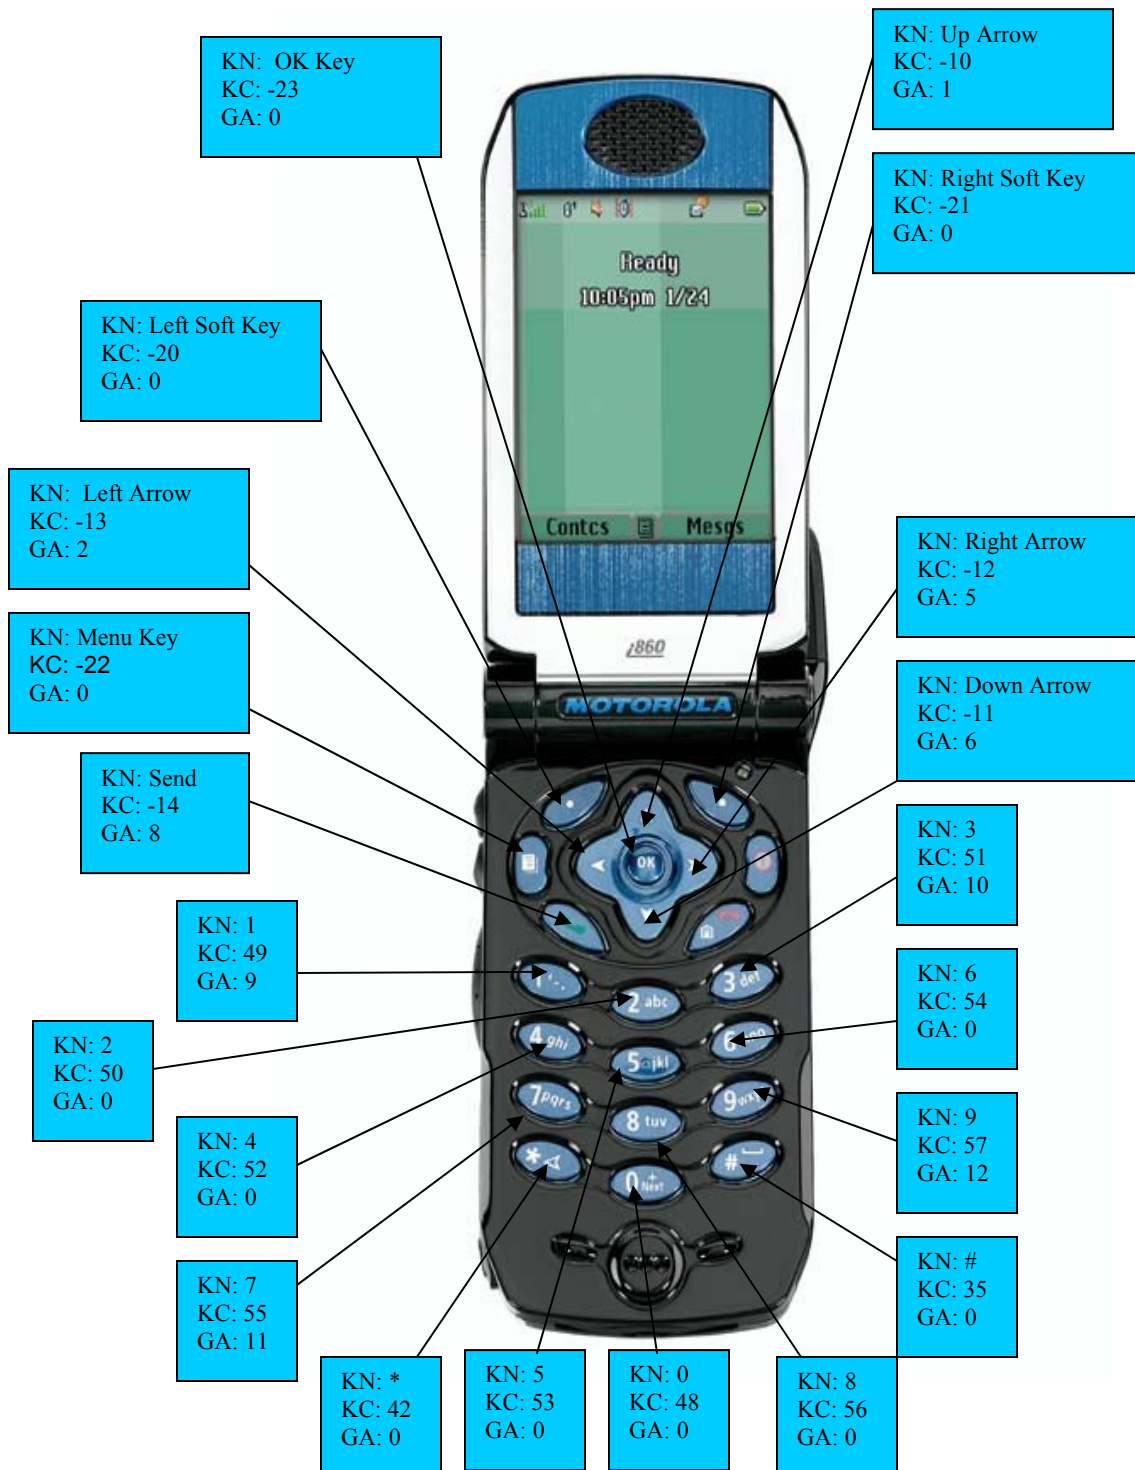 KN: OK Key
KC: -23
GA: 0
KN: Up Arrow
KC: -10
GA: 1
KN: Right Soft Key
KC: -21
GA: 0
Ready
10:05pm 1/24
KN: Left Soft Key
KC: -20
GA: 0
KN: Left Arrow
KC: -13
GA: 2
Contcs Mesgs
KN: Right Arrow
KC: -12
GA: 5
KN: Menu Key
KC: -22
GA: 0
i860
KN: Down Arrow
KC: -11
GA: 6
MOTOROLA
KN: Send
KC: -14
GA: 8
OK
KN: 3
KC: 51
GA: 10
KN: 1
KC: 49
GA: 9
1
2 abc
3 def
KN: 6
KC: 54
GA: 0
KN: 2
KC: 50
GA: 0
4 ghi
5 jkl
6
7 pqrs
8 tuv
9
KN: 4
KC: 52
GA: 0
KN: 9
KC: 57
GA: 12
*
0 + Next
#
KN: 7
KC: 55
GA: 11
KN: #
KC: 35
GA: 0
KN: *
KC: 42
GA: 0
KN: 5
KC: 53
GA: 0
KN: 0
KC: 48
GA: 0
KN: 8
KC: 56
GA: 0